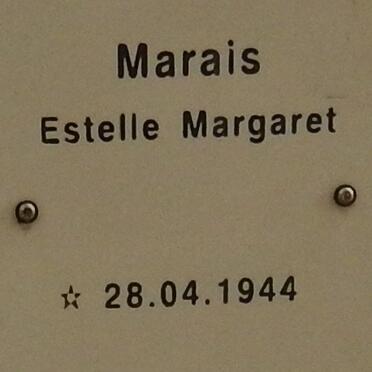 Marais
Estelle Margaret
☆ 28.04.1944